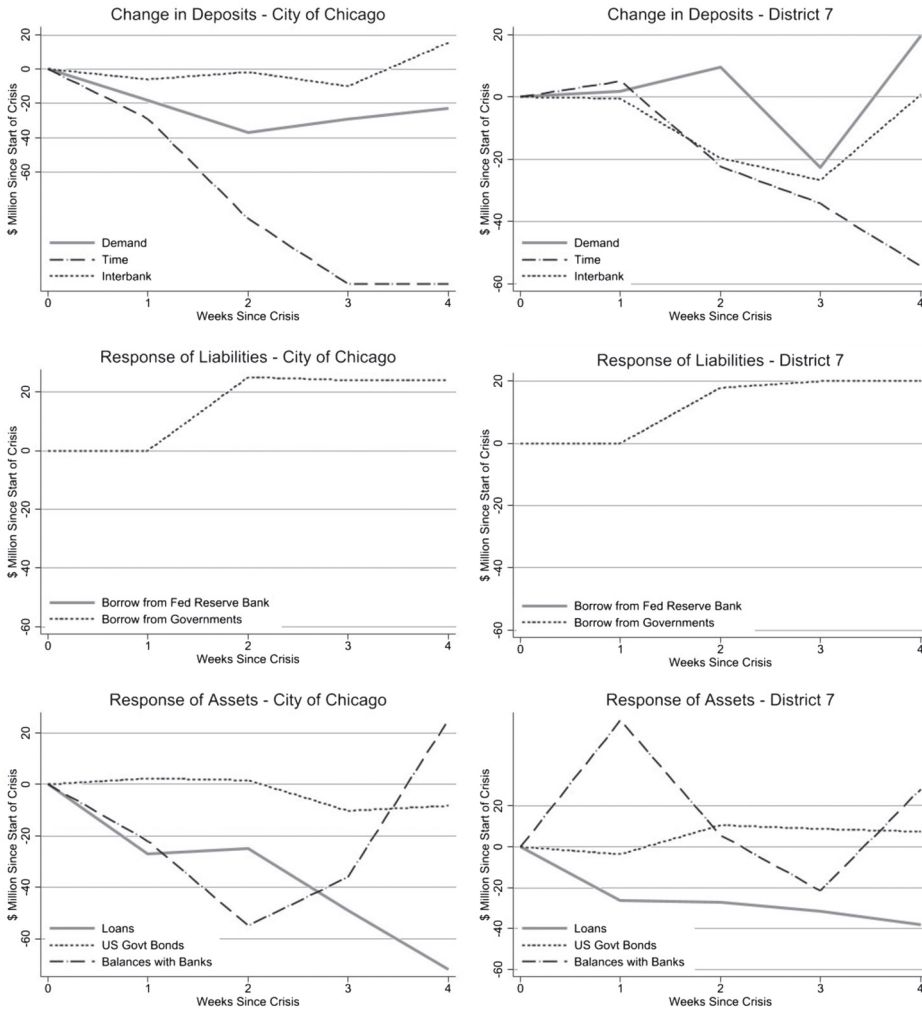 Change in Deposits - City of Chicago
$ Million Since Start of Crisis
20
0
-20
-40
-60
Demand
Time
Interbank
0 1 2 3 4
Weeks Since Crisis
Change in Deposits - District 7
$ Million Since Start of Crisis
20
0
-20
-40
-60
Demand
Time
Interbank
0 1 2 3 4
Weeks Since Crisis
Response of Liabilities - City of Chicago
$ Million Since Start of Crisis
20
0
-20
-40
-60
Borrow from Fed Reserve Bank
Borrow from Governments
0 1 2 3 4
Weeks Since Crisis
Response of Liabilities - District 7
$ Million Since Start of Crisis
20
0
-20
-40
-60
Borrow from Fed Reserve Bank
Borrow from Governments
0 1 2 3 4
Weeks Since Crisis
Response of Assets - City of Chicago
$ Million Since Start of Crisis
20
0
-20
-40
-60
Loans
US Govt Bonds
Balances with Banks
0 1 2 3 4
Weeks Since Crisis
Response of Assets - District 7
$ Million Since Start of Crisis
20
0
-20
-40
-60
Loans
US Govt Bonds
Balances with Banks
0 1 2 3 4
Weeks Since Crisis